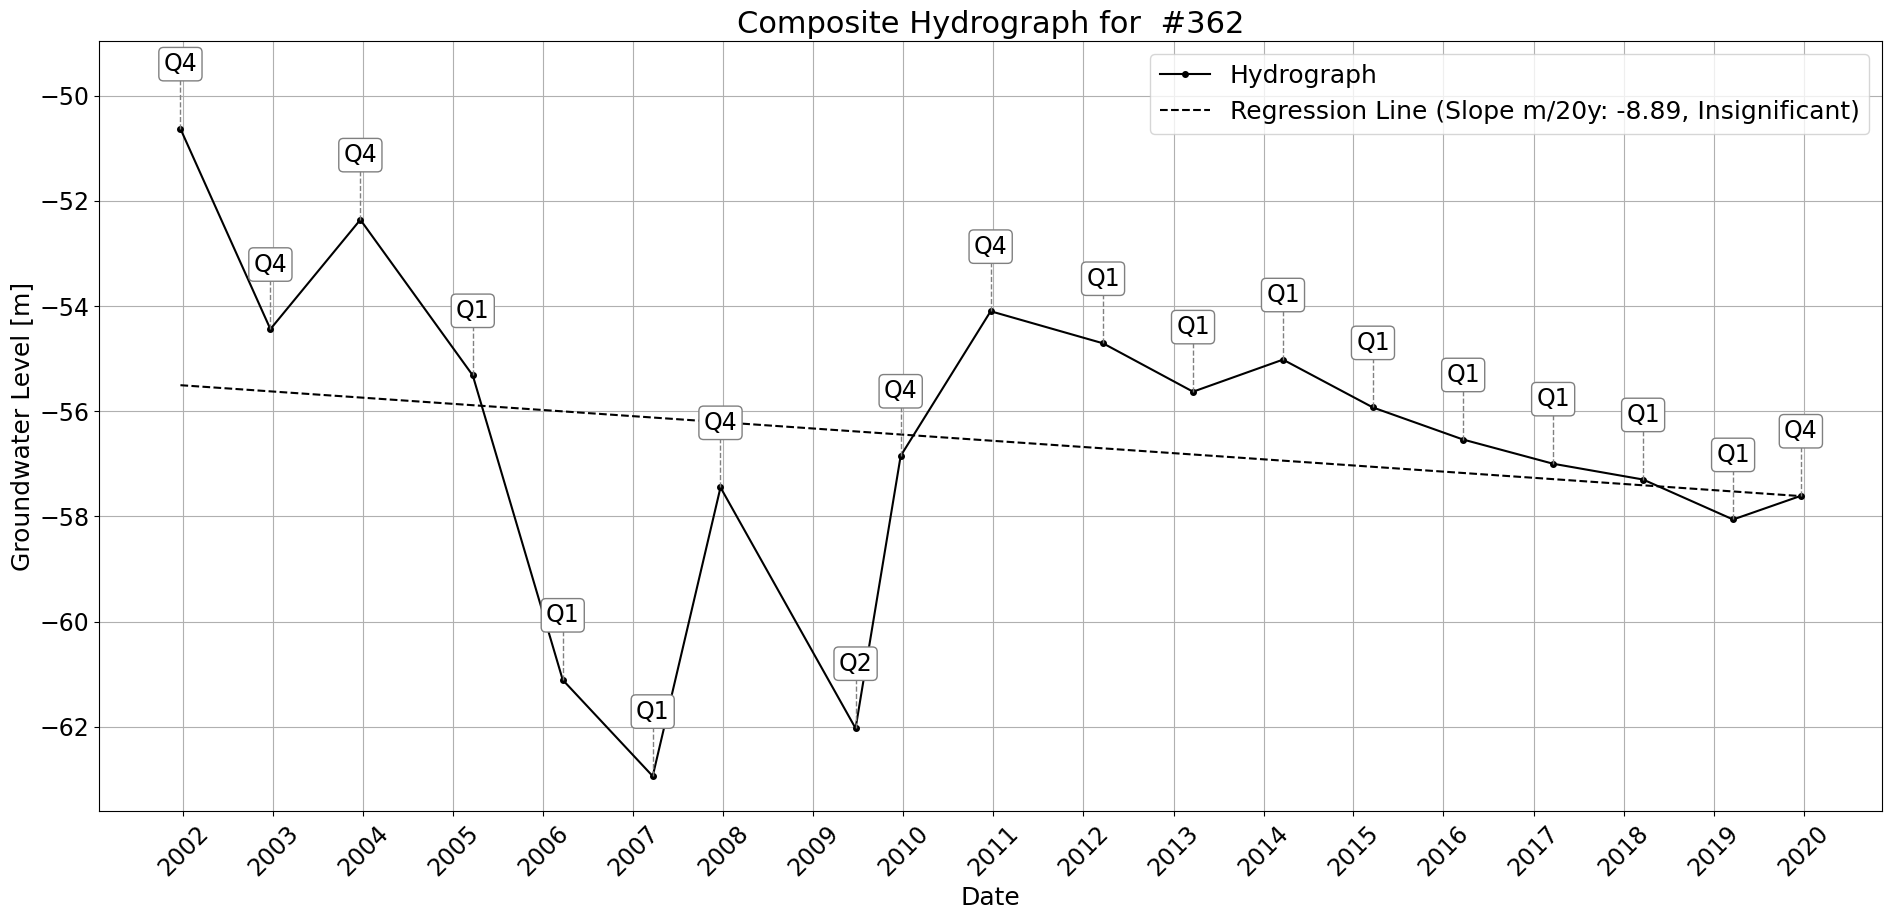 Composite Hydrograph for  #362
Hydrograph
Regression Line (Slope m/20y: -8.89, Insignificant)
Groundwater Level [m]
−50
−52
−54
−56
−58
−60
−62
Q4
Q4
Q4
Q1
Q1
Q1
Q4
Q2
Q4
Q4
Q1
Q1
Q1
Q1
Q1
Q1
Q1
Q1
Q4
2002
2003
2004
2005
2006
2007
2008
2009
2010
2011
2012
2013
2014
2015
2016
2017
2018
2019
2020
Date